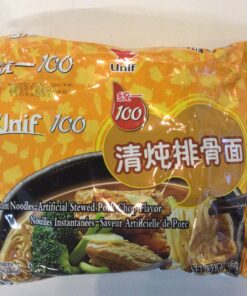 Unif
统一100
统一
100
Unif 100
清炖排骨面
Noodles-Artificial Stewed Pork Chop Flavor
Nouilles Instantanées-Saveur Artificielle de Porc